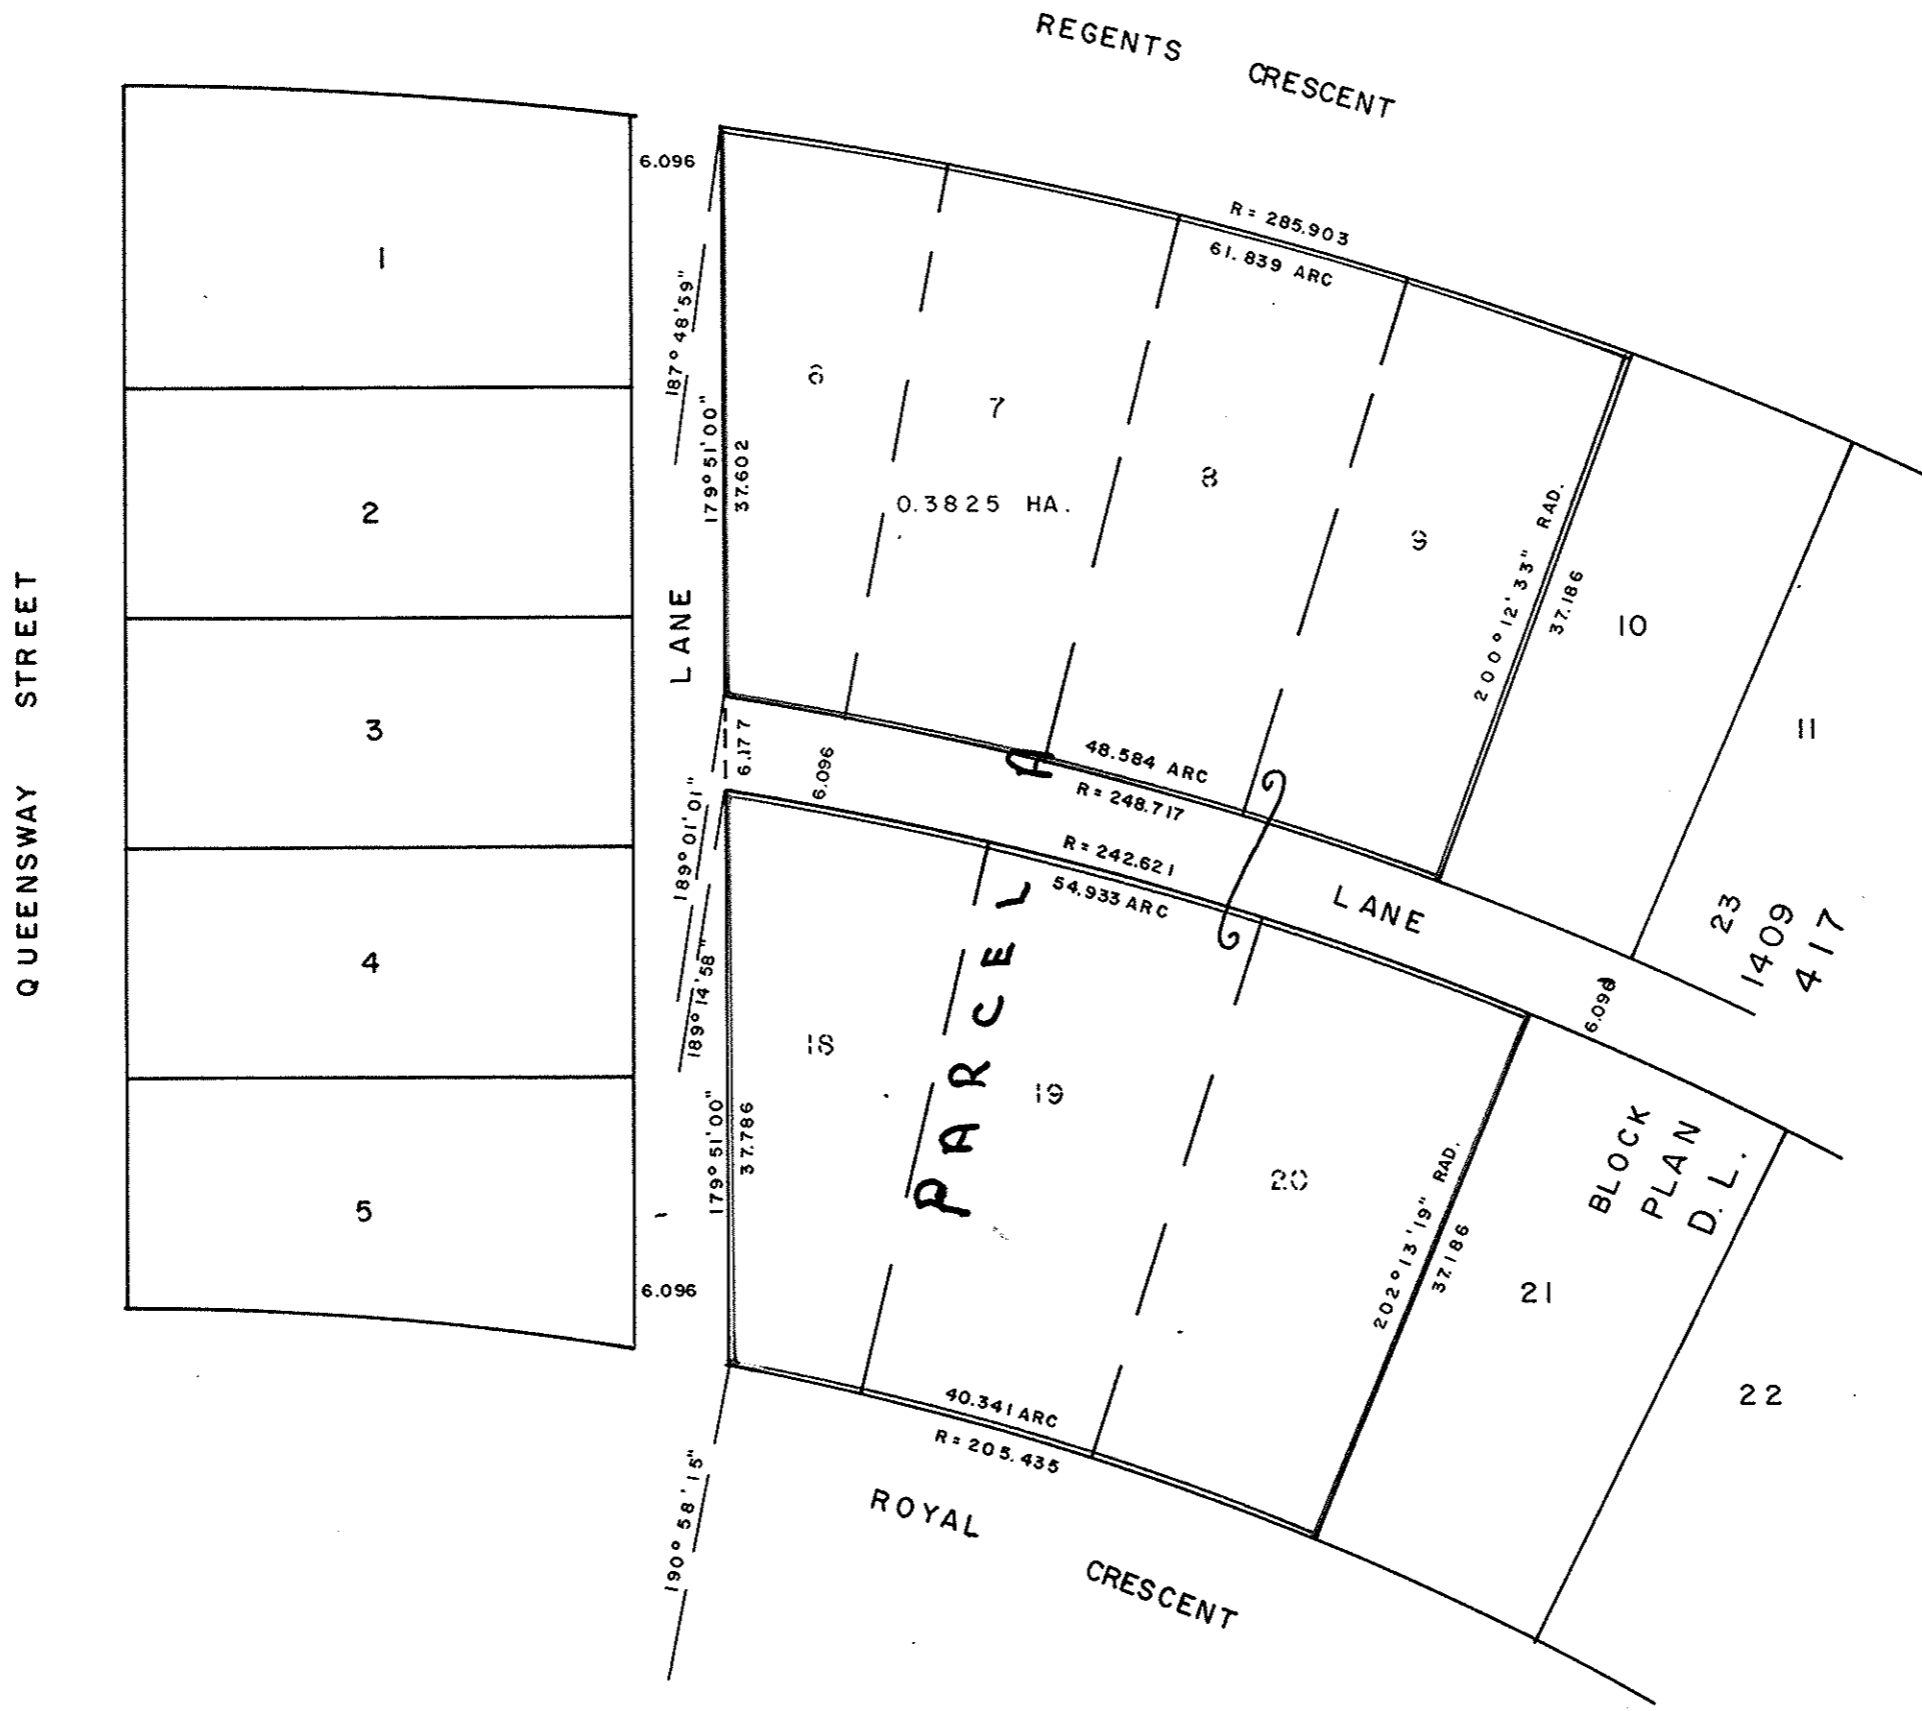 REGENTS CRESCENT
6.096
1
187° 48' 59"
R = 285.903
61.839 ARC
6
7
179° 51' 00"
37.602
0.3825 HA.
8
9
200° 12' 33" RAD.
37.186
10
11
2
QUEENSWAY STREET
LANE
3
6.177
6.096
A
48.584 ARC
R = 248.717
R = 242.621
54.933 ARC
LANE
189° 01' 01"
189° 14' 58"
4
PARCEL
18
19
20
6.096
BLOCK 23
PLAN 1409
D. L. 417
179° 51' 00"
37.786
5
6.096
202° 13' 19" RAD.
37.186
21
22
40.341 ARC
R = 205.435
190° 58' 15"
ROYAL CRESCENT